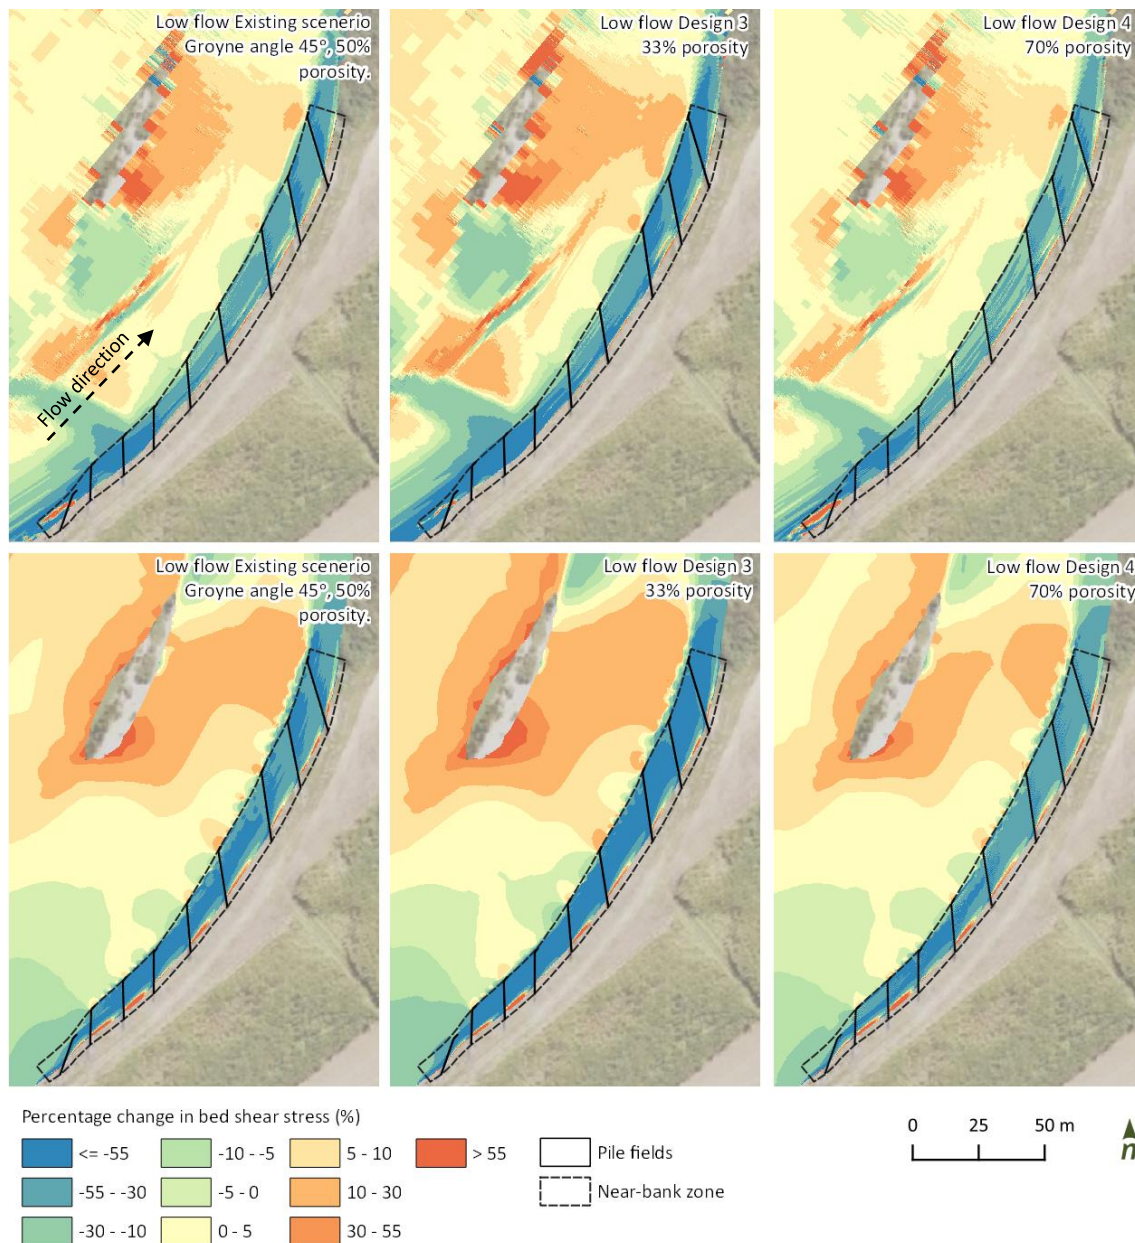 Low flow Existing scenerio
Groyne angle 45°, 50%
porosity.
Low flow Design 3
33% porosity
Low flow Design 4
70% porosity
Flow direction
Low flow Existing scenerio
Groyne angle 45°, 50%
porosity.
Low flow Design 3
33% porosity
Low flow Design 4
70% porosity
Percentage change in bed shear stress (%)
<= -55
-10 - -5
5 - 10
> 55
Pile fields
-55 - -30
-5 - 0
10 - 30
Near-bank zone
-30 - -10
0 - 5
30 - 55
0 25 50 m
n